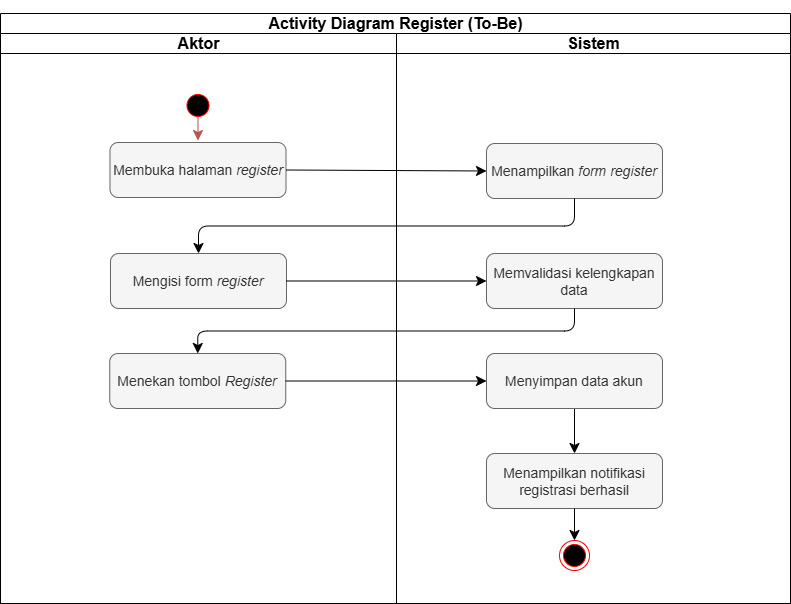 Activity Diagram Register (To-Be)
Aktor
Sistem
Membuka halaman register
Menampilkan form register
Mengisi form register
Memvalidasi kelengkapan
data
Menekan tombol Register
Menyimpan data akun
Menampilkan notifikasi
registrasi berhasil